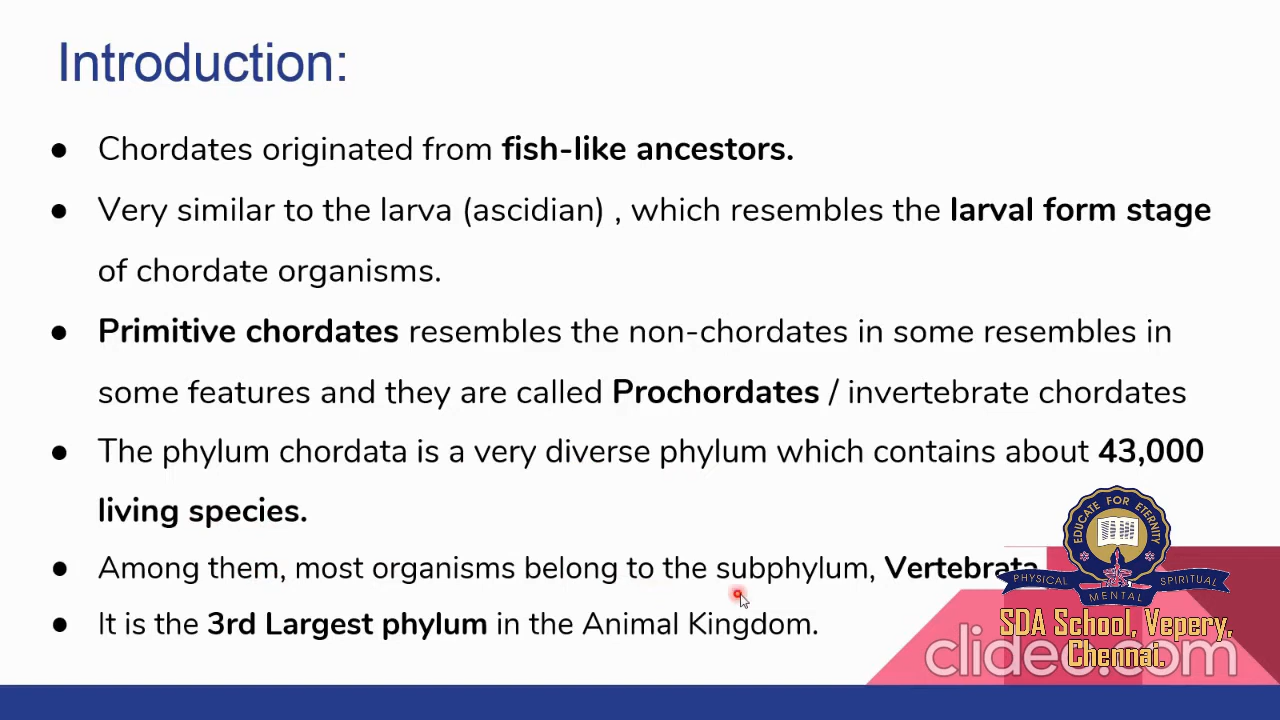 Introduction:
● Chordates originated from fish-like ancestors.
● Very similar to the larva (ascidian) , which resembles the larval form stage
of chordate organisms.
● Primitive chordates resembles the non-chordates in some resembles in
some features and they are called Prochordates / invertebrate chordates
● The phylum chordata is a very diverse phylum which contains about 43,000
living species.
● Among them, most organisms belong to the subphylum, Vertebrata
● It is the 3rd Largest phylum in the Animal Kingdom.
EDUCATE FOR ETERNITY
PHYSICAL MENTAL SPIRITUAL
SDA School, Vepery,
Chennai.
clideo.com